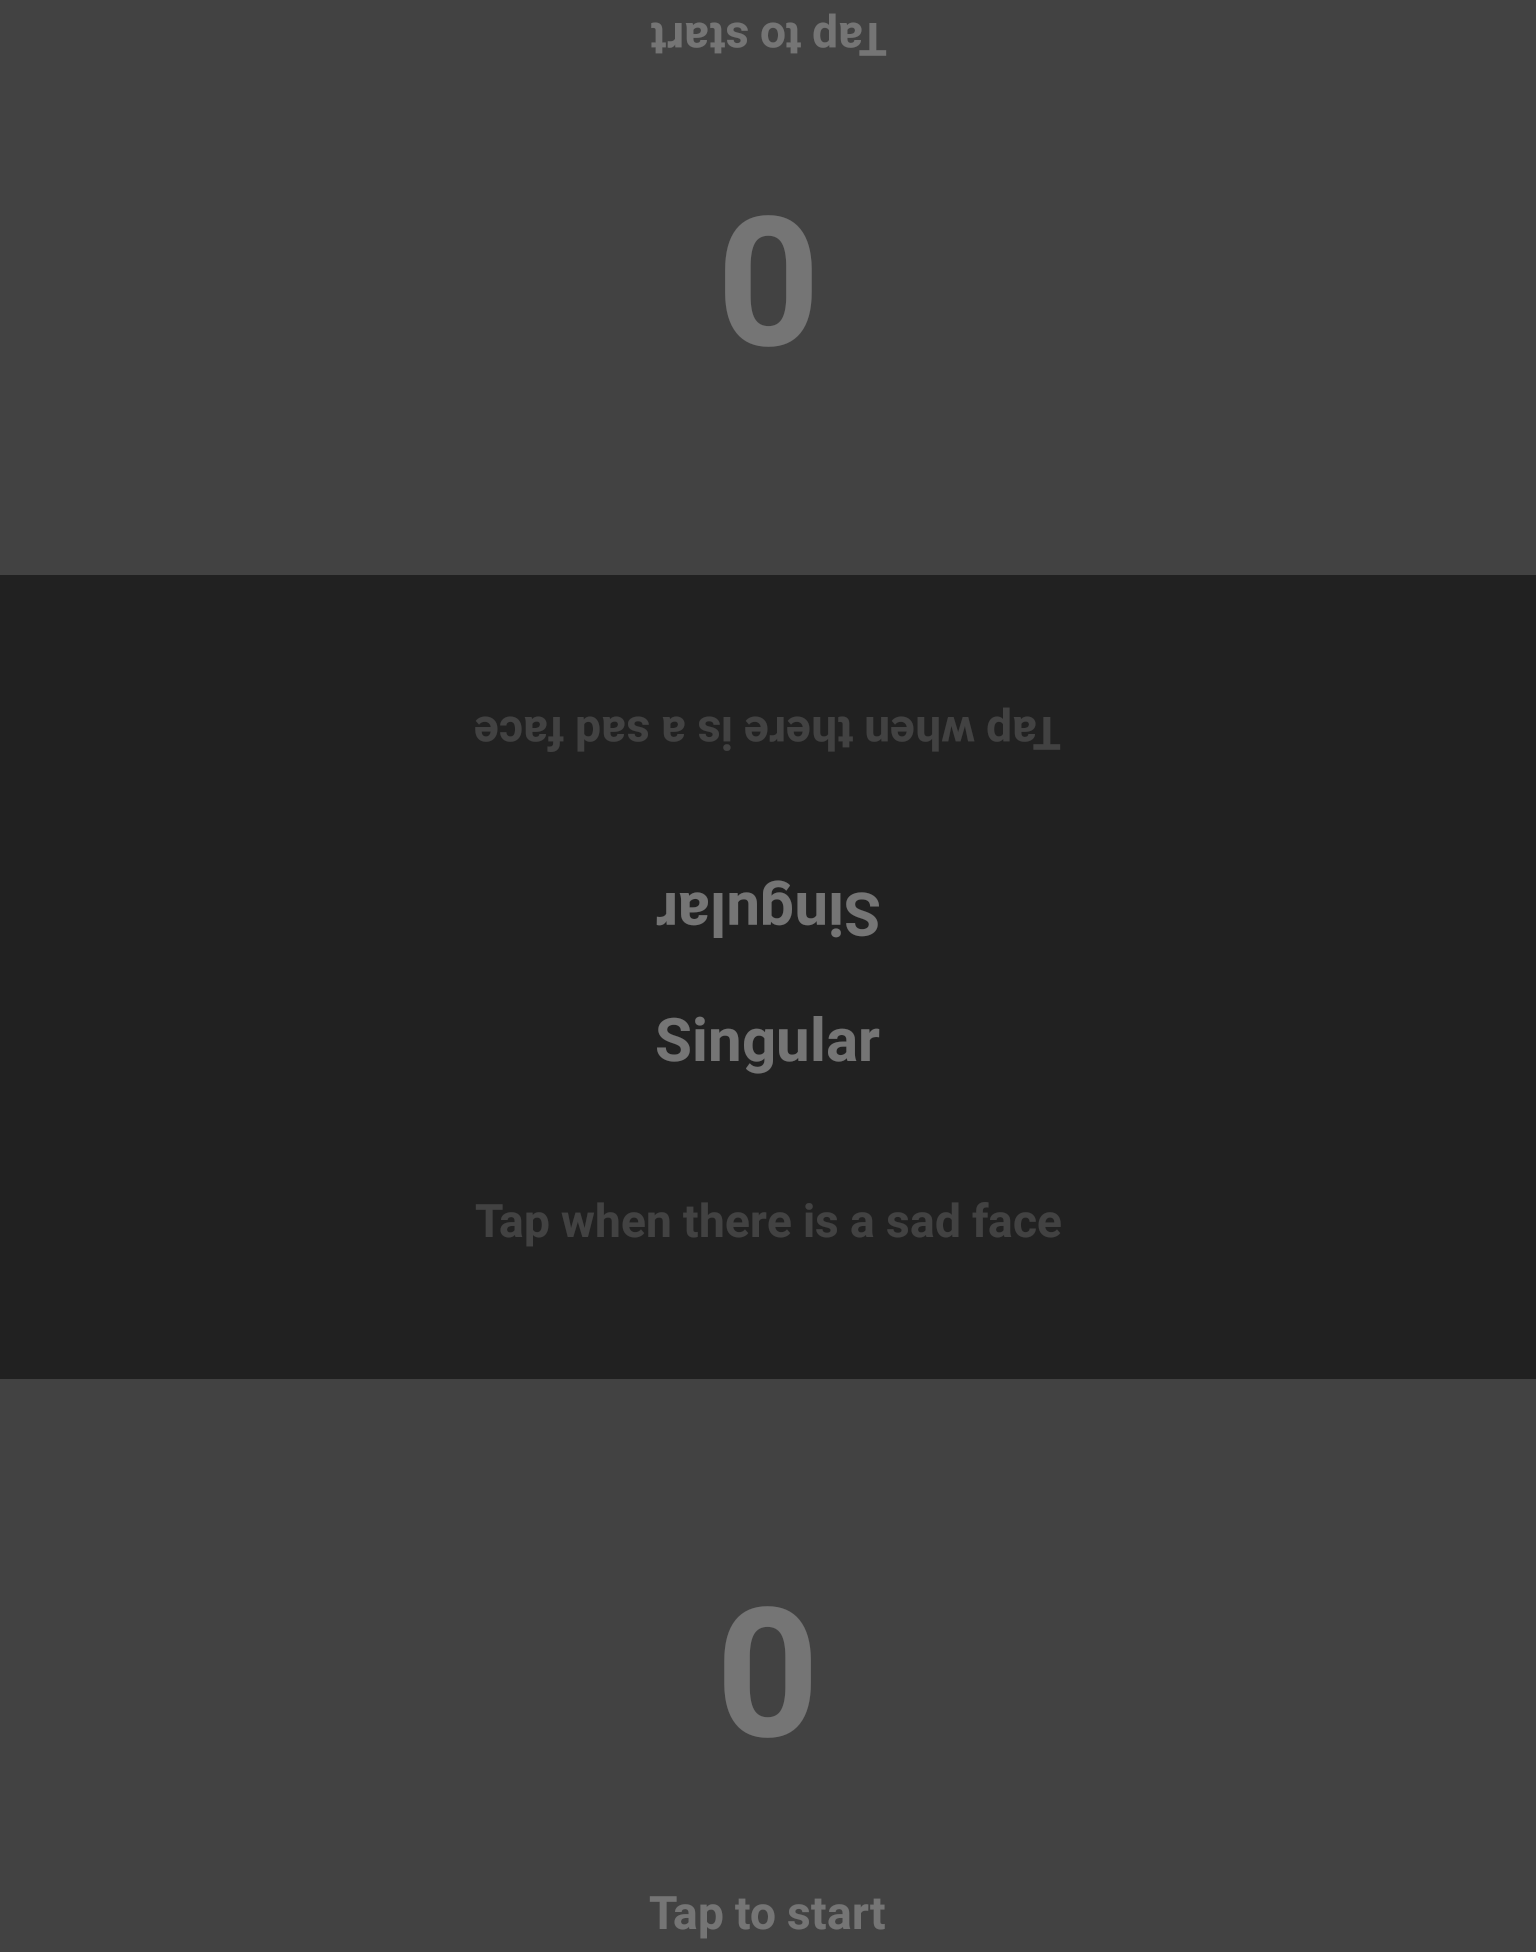 Tap to start
0
Tap when there is a sad face
Singular
Singular
Tap when there is a sad face
0
Tap to start